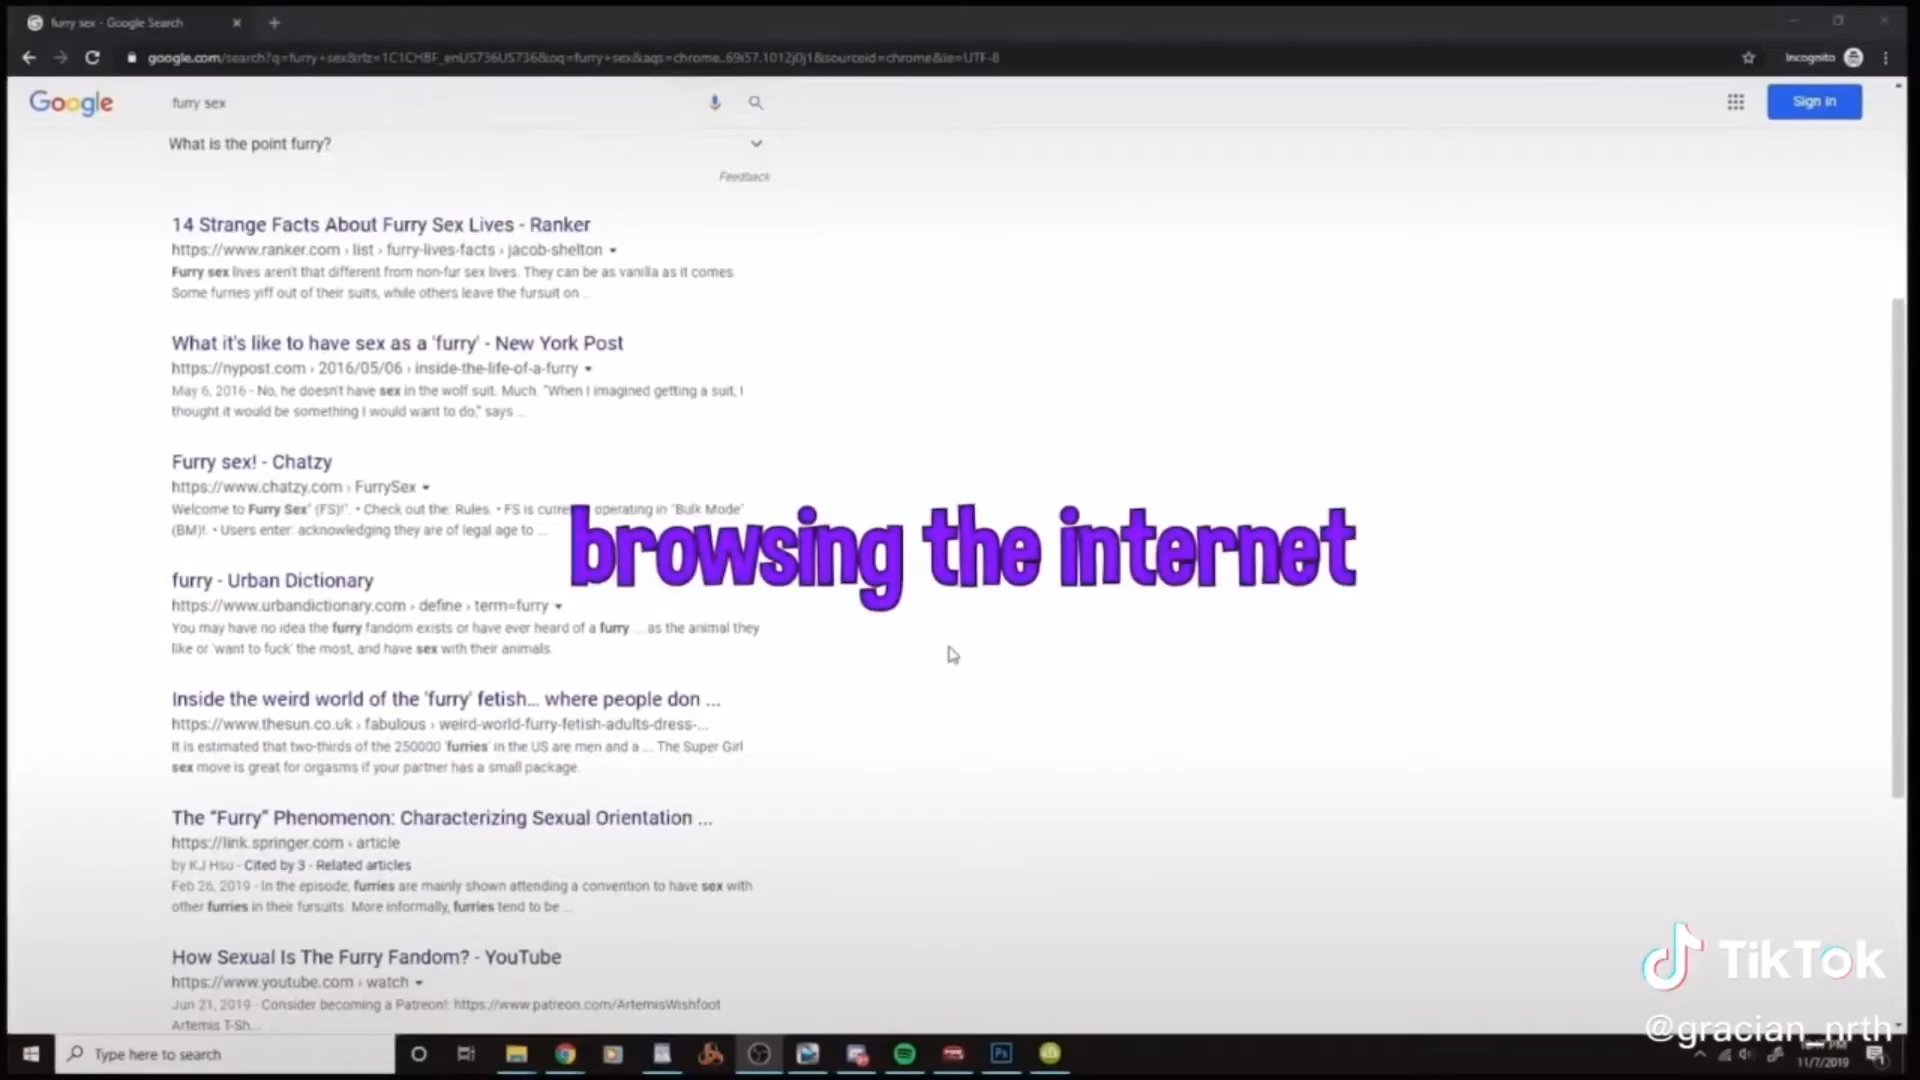 furry sex - Google Search
google.com/search?q=furry+sex&rlz=1C1CHBF_enUS736US736&oq=furry+sex&aqs=chrome..69i57.1012j0j1&sourceid=chrome&ie=UTF-8
Incognito
Google
furry sex
Sign in
What is the point furry?
Feedback
14 Strange Facts About Furry Sex Lives - Ranker
https://www.ranker.com › list › furry-lives-facts › jacob-shelton
Furry sex lives aren't that different from non-fur sex lives. They can be as vanilla as it comes.
Some furries yiff out of their suits, while others leave the fursuit on ...
What it's like to have sex as a 'furry' - New York Post
https://nypost.com › 2016/05/06 › inside-the-life-of-a-furry
May 6, 2016 - No, he doesn't have sex in the wolf suit. Much. "When I imagined getting a suit, I
thought it would be something I would want to do," says ...
Furry sex! - Chatzy
https://www.chatzy.com › FurrySex
Welcome to Furry Sex' (FS)!'. • Check out the: Rules. • FS is curre operating in 'Bulk Mode'
(BM)!. • Users enter: acknowledging they are of legal age to ...
browsing the internet
furry - Urban Dictionary
https://www.urbandictionary.com › define › term=furry
You may have no idea the furry fandom exists or have ever heard of a furry ... as the animal they
like or 'want to fuck' the most, and have sex with their animals.
Inside the weird world of the 'furry' fetish... where people don ...
https://www.thesun.co.uk › fabulous › weird-world-furry-fetish-adults-dress-...
It is estimated that two-thirds of the 250000 'furries' in the US are men and a ... The Super Girl
sex move is great for orgasms if your partner has a small package.
The "Furry" Phenomenon: Characterizing Sexual Orientation ...
https://link.springer.com › article
by KJ Hsu - Cited by 3 - Related articles
Feb 26, 2019 - In the episode, furries are mainly shown attending a convention to have sex with
other furries in their fursuits. More informally, furries tend to be ...
How Sexual Is The Furry Fandom? - YouTube
https://www.youtube.com › watch
Jun 21, 2019 - Consider becoming a Patreon!: https://www.patreon.com/ArtemisWishfoot
Artemis T-Sh...
TikTok
@gracian_nrth
Type here to search
Ps
11/7/2019